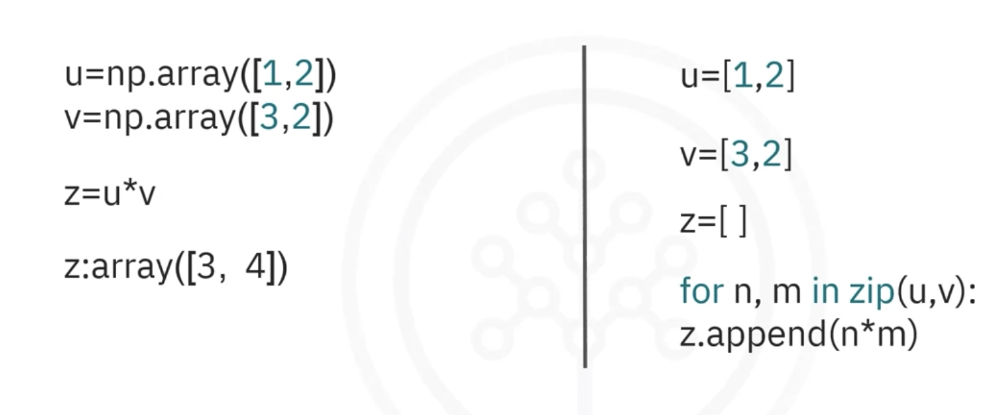 u=np.array([1,2])
v=np.array([3,2])
z=u*v
z:array([3, 4])
u=[1,2]
v=[3,2]
z=[ ]
for n, m in zip(u,v):
z.append(n*m)